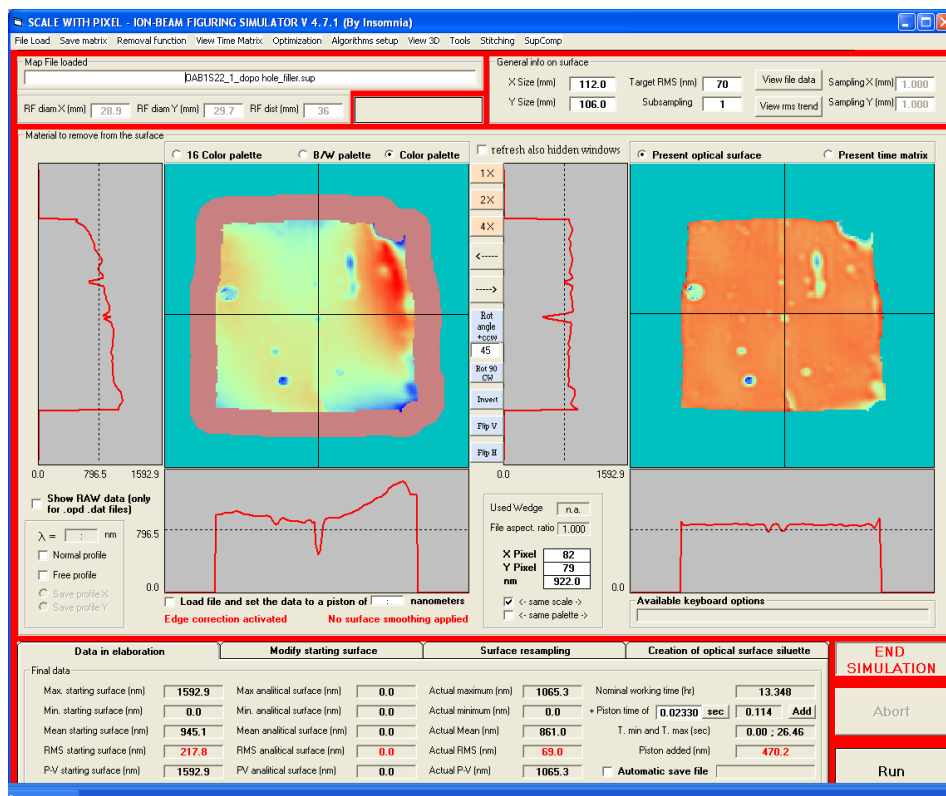 SCALE WITH PIXEL - ION-BEAM FIGURING SIMULATOR V 4.7.1 (By Insomnia)
File Load Save matrix Removal function View Time Matrix Optimization Algorithms setup View 3D Tools Stitching SupComp
Map File loaded
OAB1S22_1_dopo hole_filler.sup
RF diam X (mm) 28.9 RF diam Y (mm) 29.7 RF dist (mm) 36
General info on surface
X Size (mm) 112.0 Target RMS (nm) 70 View file data Sampling X (mm) 1.000
Y Size (mm) 106.0 Subsampling 1 View rms trend Sampling Y (mm) 1.000
Material to remove from the surface
16 Color palette B/W palette Color palette
refresh also hidden windows
Present optical surface Present time matrix
1X
2X
4X
<-----
----->
Rot
angle
+ccw
45
Rot 90
CW
Invert
Flip V
Flip H
0.0 796.5 1592.9
0.0 1592.9
Show RAW data (only
for .opd .dat files)
λ = : nm
Normal profile
Free profile
Save profile X
Save profile Y
796.5
0.0
Used Wedge n.a.
File aspect. ratio 1.000
X Pixel 82
Y Pixel 79
nm 922.0
<- same scale ->
<- same palette ->
Load file and set the data to a piston of : nanometers
Edge correction activated No surface smoothing applied
Available keyboard options
Data in elaboration Modify starting surface Surface resampling Creation of optical surface siluette
Final data
Max. starting surface (nm) 1592.9 Max analitical surface (nm) 0.0 Actual maximum (nm) 1065.3 Nominal working time (hr) 13.348
Min. starting surface (nm) 0.0 Min. analitical surface (nm) 0.0 Actual minimum (nm) 0.0 + Piston time of 0.02330 sec 0.114 Add
Mean starting surface (nm) 945.1 Mean analitical surface (nm) 0.0 Actual Mean (nm) 861.0 T. min and T. max (sec) 0.00 ; 26.46
RMS starting surface (nm) 217.8 RMS analitical surface (nm) 0.0 Actual RMS (nm) 69.0 Piston added (nm) 470.2
P-V starting surface (nm) 1592.9 PV analitical surface (nm) 0.0 Actual P-V (nm) 1065.3 Automatic save file
END
SIMULATION
Abort
Run